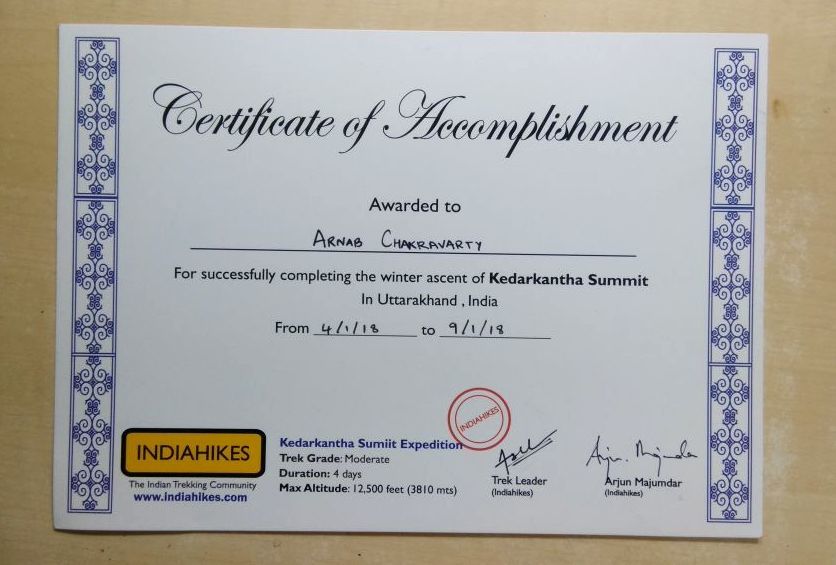 Certificate of Accomplishment
Awarded to
ARNAB CHAKRAVARTY
For successfully completing the winter ascent of Kedarkantha Summit
In Uttarakhand , India
From 4/1/18 to 9/1/18
INDIAHIKES
INDIAHIKES
The Indian Trekking Community
www.indiahikes.com
Kedarkantha Sumiit Expedition
Trek Grade: Moderate
Duration: 4 days
Max Altitude: 12,500 feet (3810 mts)
Trek Leader
(Indiahikes)
Arjun Majumdar
(Indiahikes)